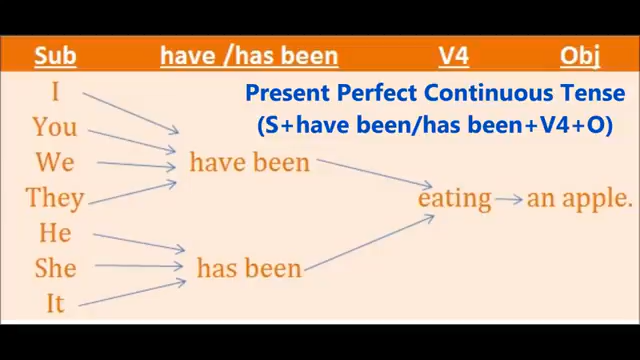 Sub have /has been V4 Obj
I
Present Perfect Continuous Tense
You
(S+have been/has been+V4+O)
We have been
They eating an apple.
He
She has been
It